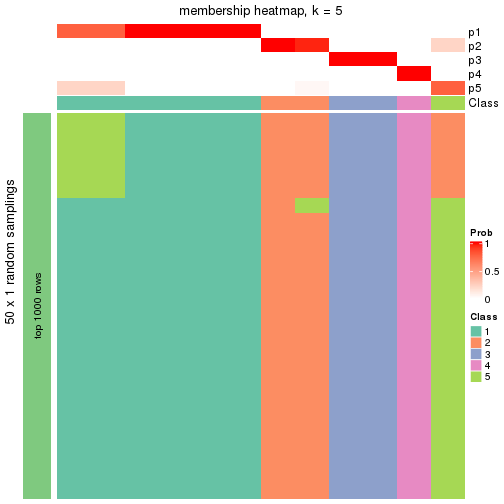 membership heatmap, k = 5
p1
p2
p3
p4
p5
Class
50 x 1 random samplings
top 1000 rows
Prob
1
0.5
0
Class
1
2
3
4
5